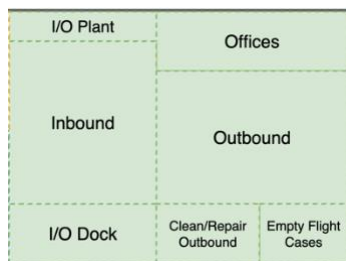 I/O Plant
Offices
Inbound
Outbound
I/O Dock
Clean/Repair
Outbound
Empty Flight
Cases